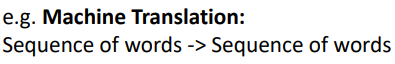 e.g. Machine Translation:
Sequence of words -> Sequence of words